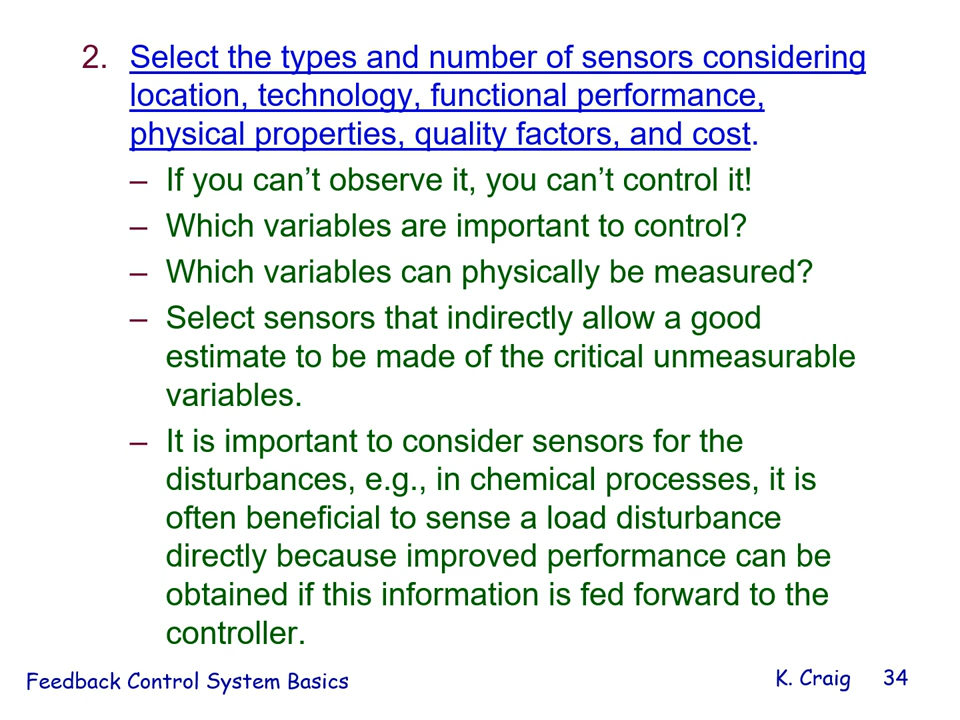 2. Select the types and number of sensors considering
location, technology, functional performance,
physical properties, quality factors, and cost.
– If you can’t observe it, you can’t control it!
– Which variables are important to control?
– Which variables can physically be measured?
– Select sensors that indirectly allow a good
estimate to be made of the critical unmeasurable
variables.
– It is important to consider sensors for the
disturbances, e.g., in chemical processes, it is
often beneficial to sense a load disturbance
directly because improved performance can be
obtained if this information is fed forward to the
controller.
Feedback Control System Basics
K. Craig 34